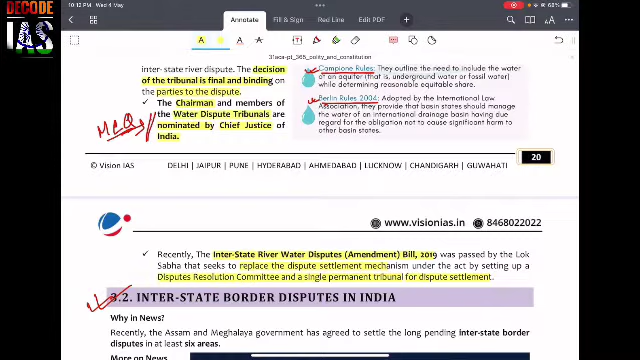 DECODE
IAS
10:12 PM Wed 4 May
Annotate
Fill & Sign
Red Line
Edit PDF
31aca-pt_365_polity_and_constitution
inter-state river dispute. The decision
of the tribunal is final and binding on
the parties to the dispute.
✓ The Chairman and members of
the Water Dispute Tribunals are
nominated by Chief Justice of
India.
MCQ
Campione Rules: They outline the need to include the water
of an aquifer (that is, underground water or fossil water)
while determining reasonable equitable share.
Berlin Rules 2004: Adopted by the International Law
Association, they provide that basin states should manage
the water of an international drainage basin having due
regard for the obligation not to cause significant harm to
other basin states.
© Vision IAS
DELHI | JAIPUR | PUNE | HYDERABAD | AHMEDABAD | LUCKNOW | CHANDIGARH | GUWAHATI
20
www.visionias.in
8468022022
✓ Recently, The Inter-State River Water Disputes (Amendment) Bill, 2019 was passed by the Lok
Sabha that seeks to replace the dispute settlement mechanism under the act by setting up a
Disputes Resolution Committee and a single permanent tribunal for dispute settlement.
3.2. INTER-STATE BORDER DISPUTES IN INDIA
Why in News?
Recently, the Assam and Meghalaya government has agreed to settle the long pending inter-state border
disputes in at least six areas.
More on News